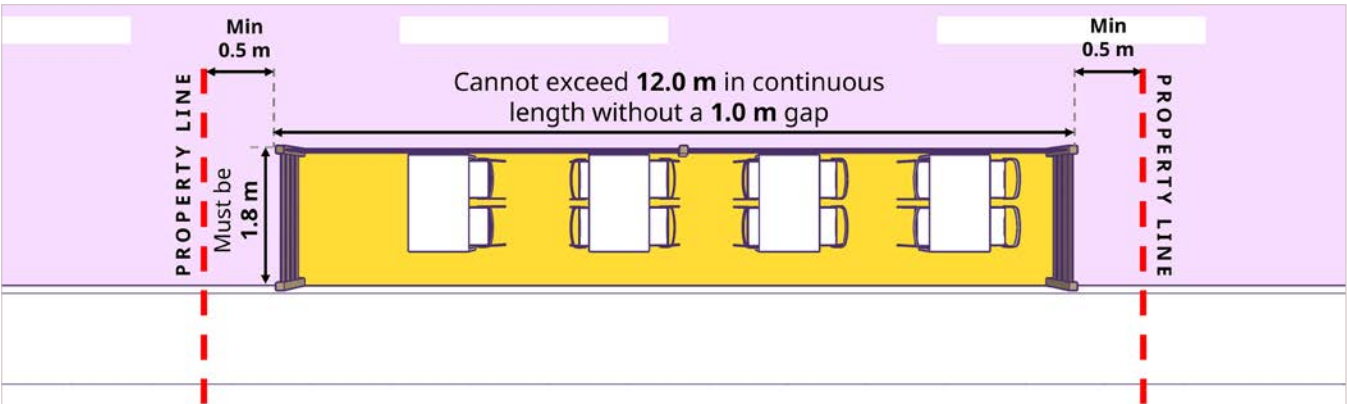 Min
0.5 m
Min
0.5 m
Cannot exceed 12.0 m in continuous
length without a 1.0 m gap
PROPERTY LINE
Must be
1.8 m
PROPERTY LINE